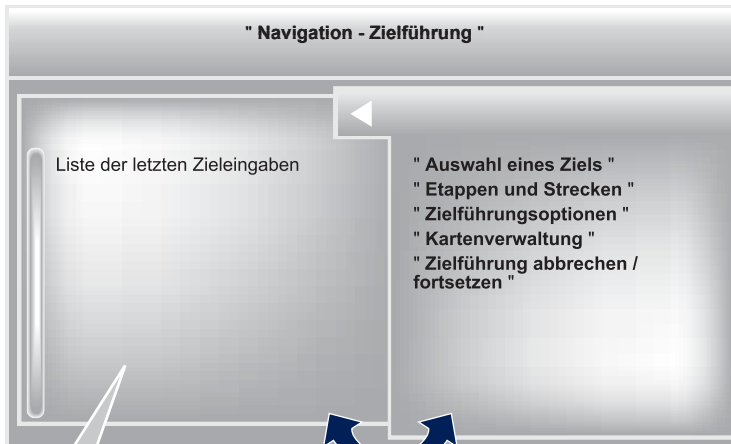 " Navigation - Zielführung "
Liste der letzten Zieleingaben
" Auswahl eines Ziels "
" Etappen und Strecken "
" Zielführungsoptionen "
" Kartenverwaltung "
" Zielführung abbrechen /
fortsetzen "